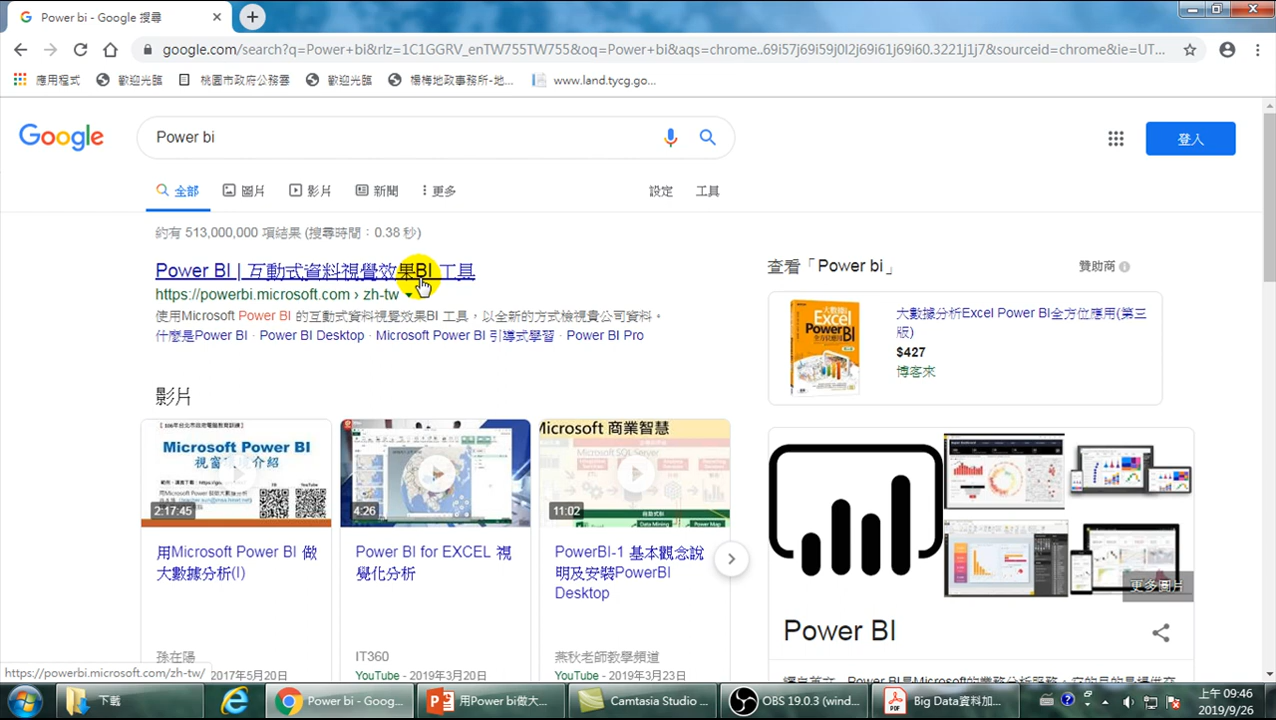 Power bi - Google 搜尋
google.com/search?q=Power+bi&rlz=1C1GGRV_enTW755TW755&oq=Power+bi&aqs=chrome..69i57j69i59j0l2j69i61j69i60.3221j1j7&sourceid=chrome&ie=UT...
應用程式 歡迎光臨 桃園市政府公務雲 歡迎光臨 楊梅地政事務所-地... www.land.tycg.go...
Google
Power bi
登入
全部 圖片 影片 新聞 更多 設定 工具
約有 513,000,000 項結果 (搜尋時間：0.38 秒)
Power BI | 互動式資料視覺效果BI 工具
https://powerbi.microsoft.com › zh-tw
使用Microsoft Power BI 的互動式資料視覺效果BI 工具，以全新的方式檢視貴公司資料。
什麼是Power BI · Power BI Desktop · Microsoft Power BI 引導式學習 · Power BI Pro
查看「Power bi」
贊助商
大數據分析Excel Power BI全方位應用(第三
版)
$427
博客來
大數據
Excel
PowerBI
影片
Microsoft Power BI
2:17:45
4:26
Microsoft 商業智慧
Data Mining
Power Map
11:02
用Microsoft Power BI 做
大數據分析(I)
孫在陽
2017年5月20日
Power BI for EXCEL 視
覺化分析
IT360
YouTube - 2019年3月20日
PowerBI-1 基本觀念說
明及安裝PowerBI
Desktop
燕秋老師教學頻道
YouTube - 2019年3月23日
更多圖片
Power BI
https://powerbi.microsoft.com/zh-tw/
下載
Power bi - Goog...
用Power bi做大...
Camtasia Studio ...
OBS 19.0.3 (wind...
Big Data資料加...
上午 09:46
2019/9/26